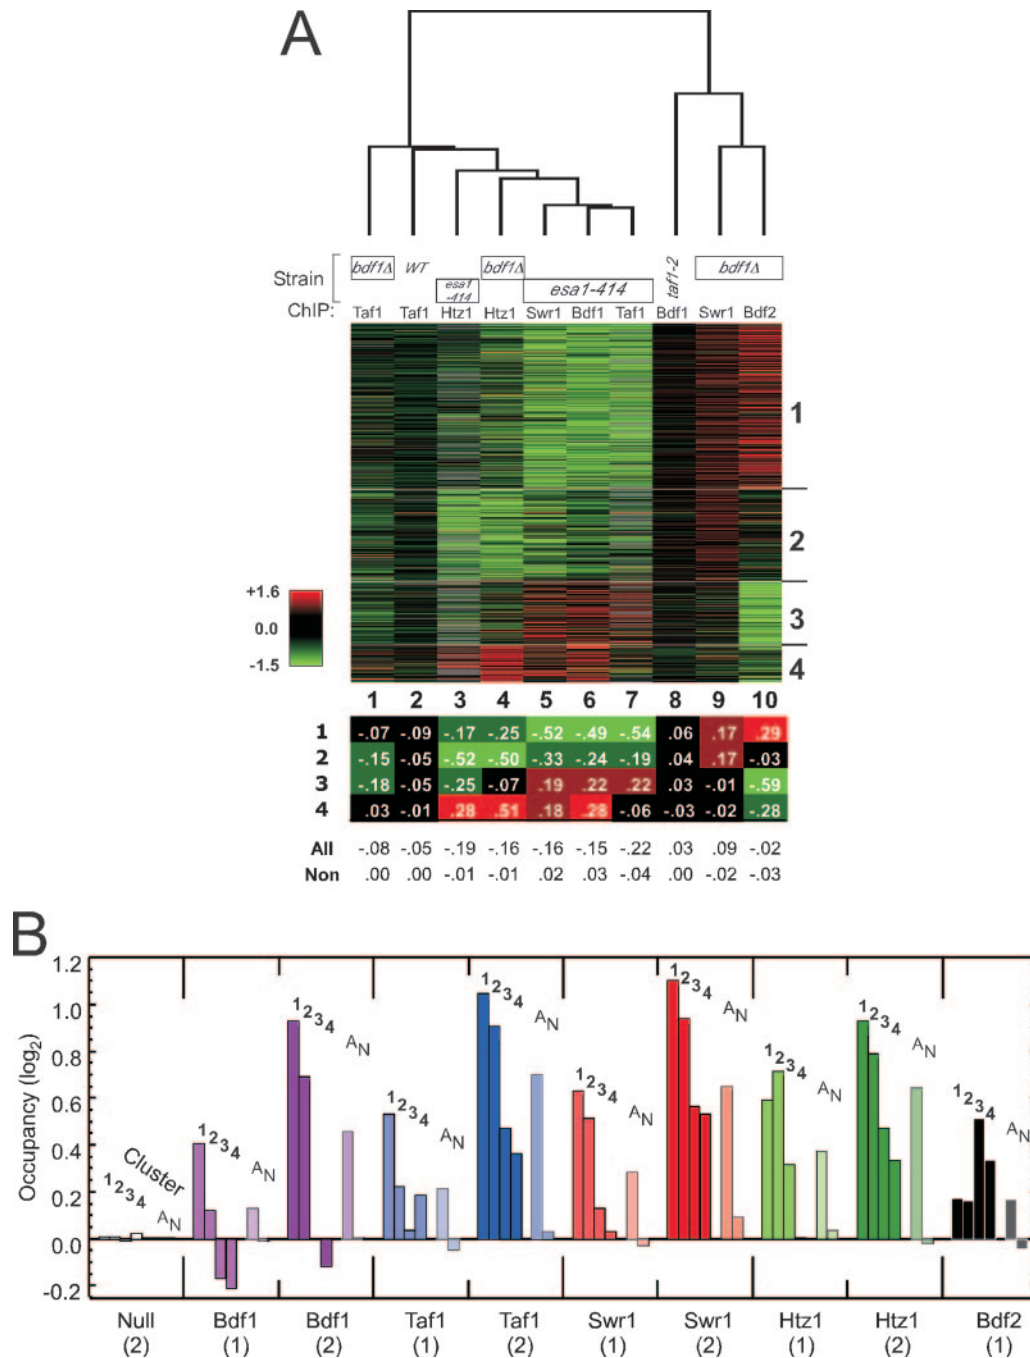 A
Strain
bdf1Δ WT bdf1Δ taf1-2 bdf1Δ
esa1
-414
esa1-414
ChIP: Taf1 Taf1 Htz1 Htz1 Swr1 Bdf1 Taf1 Bdf1 Swr1 Bdf2
1
2
3
4
+1.6
0.0
-1.5
1 2 3 4 5 6 7 8 9 10
1 -.07 -.09 -.17 -.25 -.52 -.49 -.54 .06 .17 .29
2 -.15 -.05 -.52 -.50 -.33 -.24 -.19 .04 .17 -.03
3 -.18 -.05 -.25 -.07 .19 .22 .22 .03 -.01 -.59
4 .03 -.01 .28 .51 .18 .28 -.06 -.03 -.02 -.28
All -.08 -.05 -.19 -.16 -.16 -.15 -.22 .03 .09 -.02
Non .00 .00 -.01 -.01 .02 .03 -.04 .00 -.02 -.03
B
Occupancy (log2)
1.2
1.0
0.8
0.6
0.4
0.2
0.0
-0.2
Cluster
1234 AN
1234 AN
1234 AN
1234 AN
1234 AN
1234 AN
1234 AN
1234 AN
1234 AN
1234 AN
Null Bdf1 Bdf1 Taf1 Taf1 Swr1 Swr1 Htz1 Htz1 Bdf2
(2) (1) (2) (1) (2) (1) (2) (1) (2) (1)